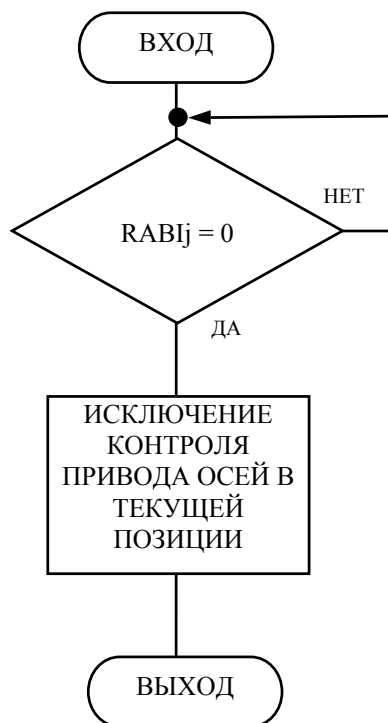 ВХОД
НЕТ
RABIj = 0
ДА
ИСКЛЮЧЕНИЕ
КОНТРОЛЯ
ПРИВОДА ОСЕЙ В
ТЕКУЩЕЙ
ПОЗИЦИИ
ВЫХОД